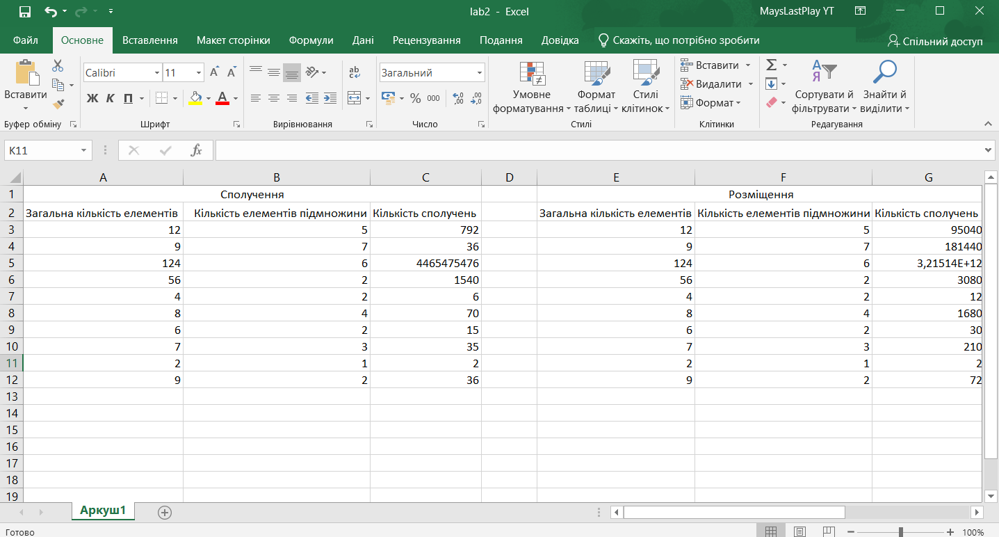 lab2 - Excel
MaysLastPlay YT
Файл Основне Вставлення Макет сторінки Формули Дані Рецензування Подання Довідка Скажіть, що потрібно зробити Спільний доступ
Вставити
Calibri 11
Ж К П А
ab
c
Загальний
% 000
,00
Умовне форматування
Формат таблиці
Стилі клітинок
Вставити
Видалити
Формат
Сортувати й фільтрувати
Знайти й виділити
Буфер обміну Шрифт Вирівнювання Число Стилі Клітинки Редагування
K11 fx
A B C D E F G
1 Сполучення Розміщення
2 Загальна кількість елементів Кількість елементів підмножини Кількість сполучень Загальна кількість елементів Кількість елементів підмножини Кількість сполучень
3 12 5 792 12 5 95040
4 9 7 36 9 7 181440
5 124 6 4465475476 124 6 3,21514E+12
6 56 2 1540 56 2 3080
7 4 2 6 4 2 12
8 8 4 70 8 4 1680
9 6 2 15 6 2 30
10 7 3 35 7 3 210
11 2 1 2 2 1 2
12 9 2 36 9 2 72
13
14
15
16
17
18
19
Аркуш1
Готово 100%